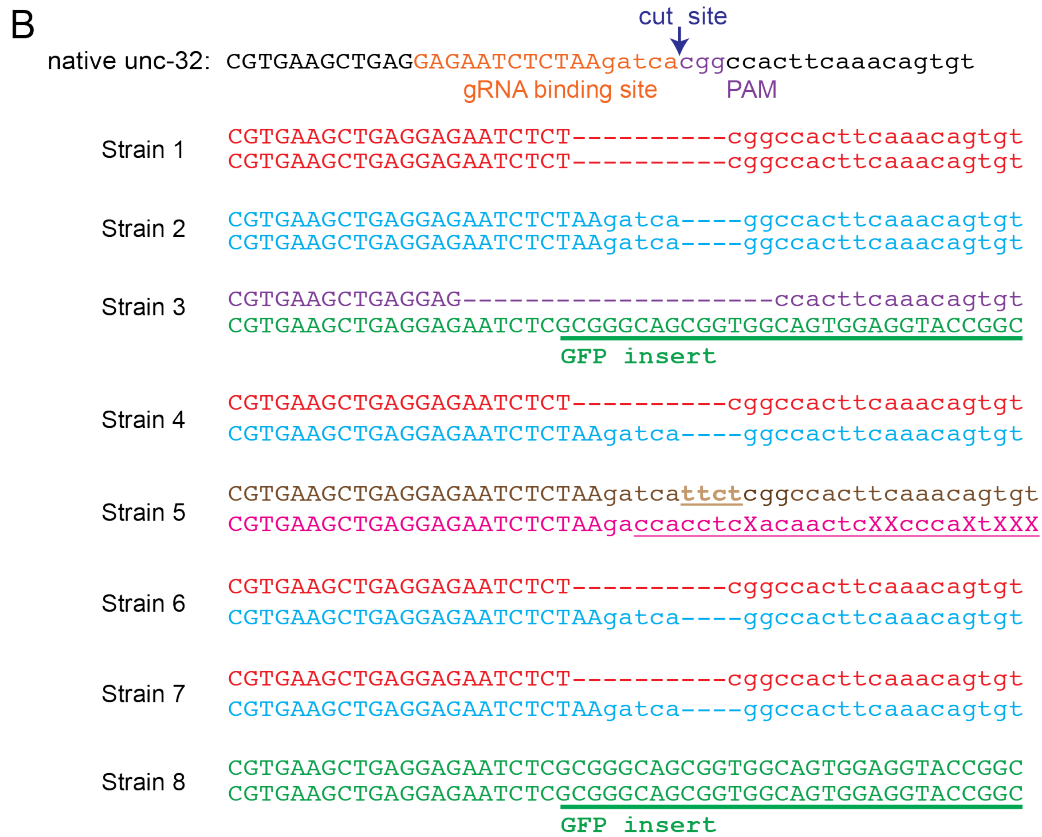 B
cut site
native unc-32: CGTGAAGCTGAGGAGAATCTCTAAgatcacggccacttcaaacagtgt
gRNA binding site PAM
Strain 1
CGTGAAGCTGAGGAGAATCTCT----------cggccacttcaaacagtgt
CGTGAAGCTGAGGAGAATCTCT----------cggccacttcaaacagtgt
Strain 2
CGTGAAGCTGAGGAGAATCTCTAAgatca----ggccacttcaaacagtgt
CGTGAAGCTGAGGAGAATCTCTAAgatca----ggccacttcaaacagtgt
Strain 3
CGTGAAGCTGAGGAG--------------------ccacttcaaacagtgt
CGTGAAGCTGAGGAGAATCTCGCGGGCAGCGGTGGCAGTGGAGGTACCGGC
GFP insert
Strain 4
CGTGAAGCTGAGGAGAATCTCT----------cggccacttcaaacagtgt
CGTGAAGCTGAGGAGAATCTCTAAgatca----ggccacttcaaacagtgt
Strain 5
CGTGAAGCTGAGGAGAATCTCTAAgatcattctcggccacttcaaacagtgt
CGTGAAGCTGAGGAGAATCTCTAAgaccacctcXacaactcXXcccaXtXXX
Strain 6
CGTGAAGCTGAGGAGAATCTCT----------cggccacttcaaacagtgt
CGTGAAGCTGAGGAGAATCTCTAAgatca----ggccacttcaaacagtgt
Strain 7
CGTGAAGCTGAGGAGAATCTCT----------cggccacttcaaacagtgt
CGTGAAGCTGAGGAGAATCTCTAAgatca----ggccacttcaaacagtgt
Strain 8
CGTGAAGCTGAGGAGAATCTCGCGGGCAGCGGTGGCAGTGGAGGTACCGGC
CGTGAAGCTGAGGAGAATCTCGCGGGCAGCGGTGGCAGTGGAGGTACCGGC
GFP insert